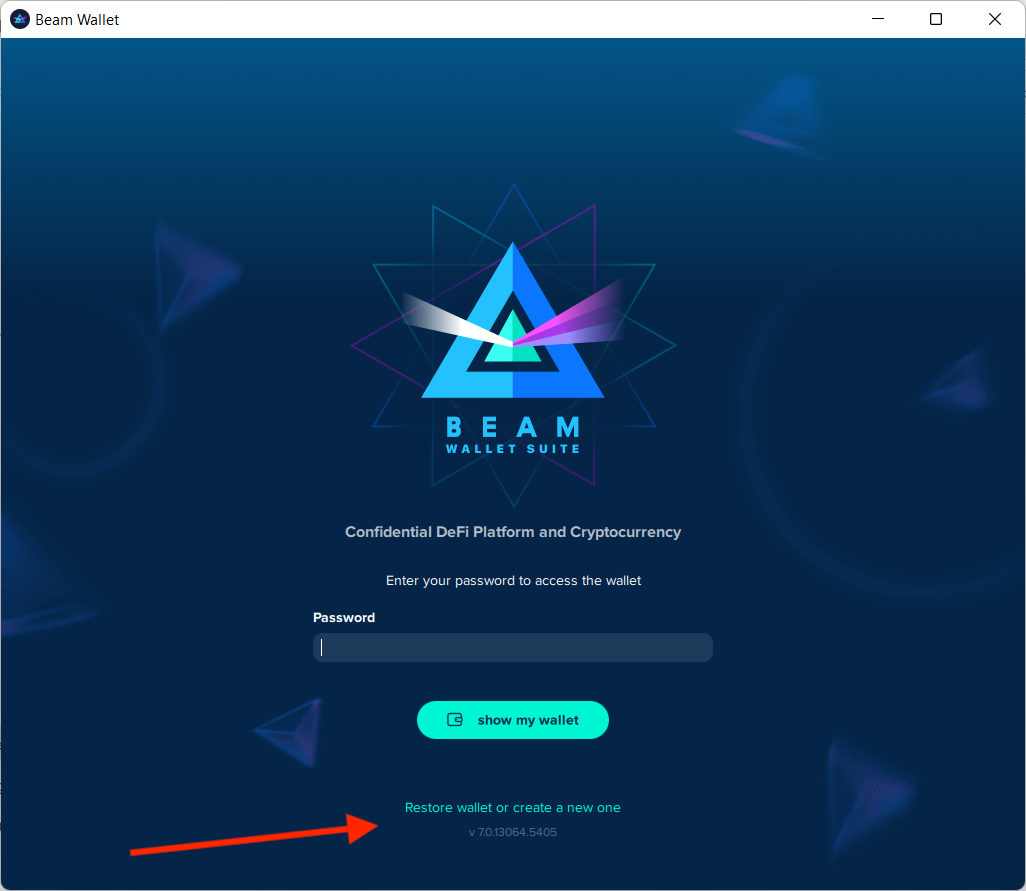 Beam Wallet
BEAM
WALLET SUITE
Confidential DeFi Platform and Cryptocurrency
Enter your password to access the wallet
Password
show my wallet
Restore wallet or create a new one
v 7.0.13064.5405